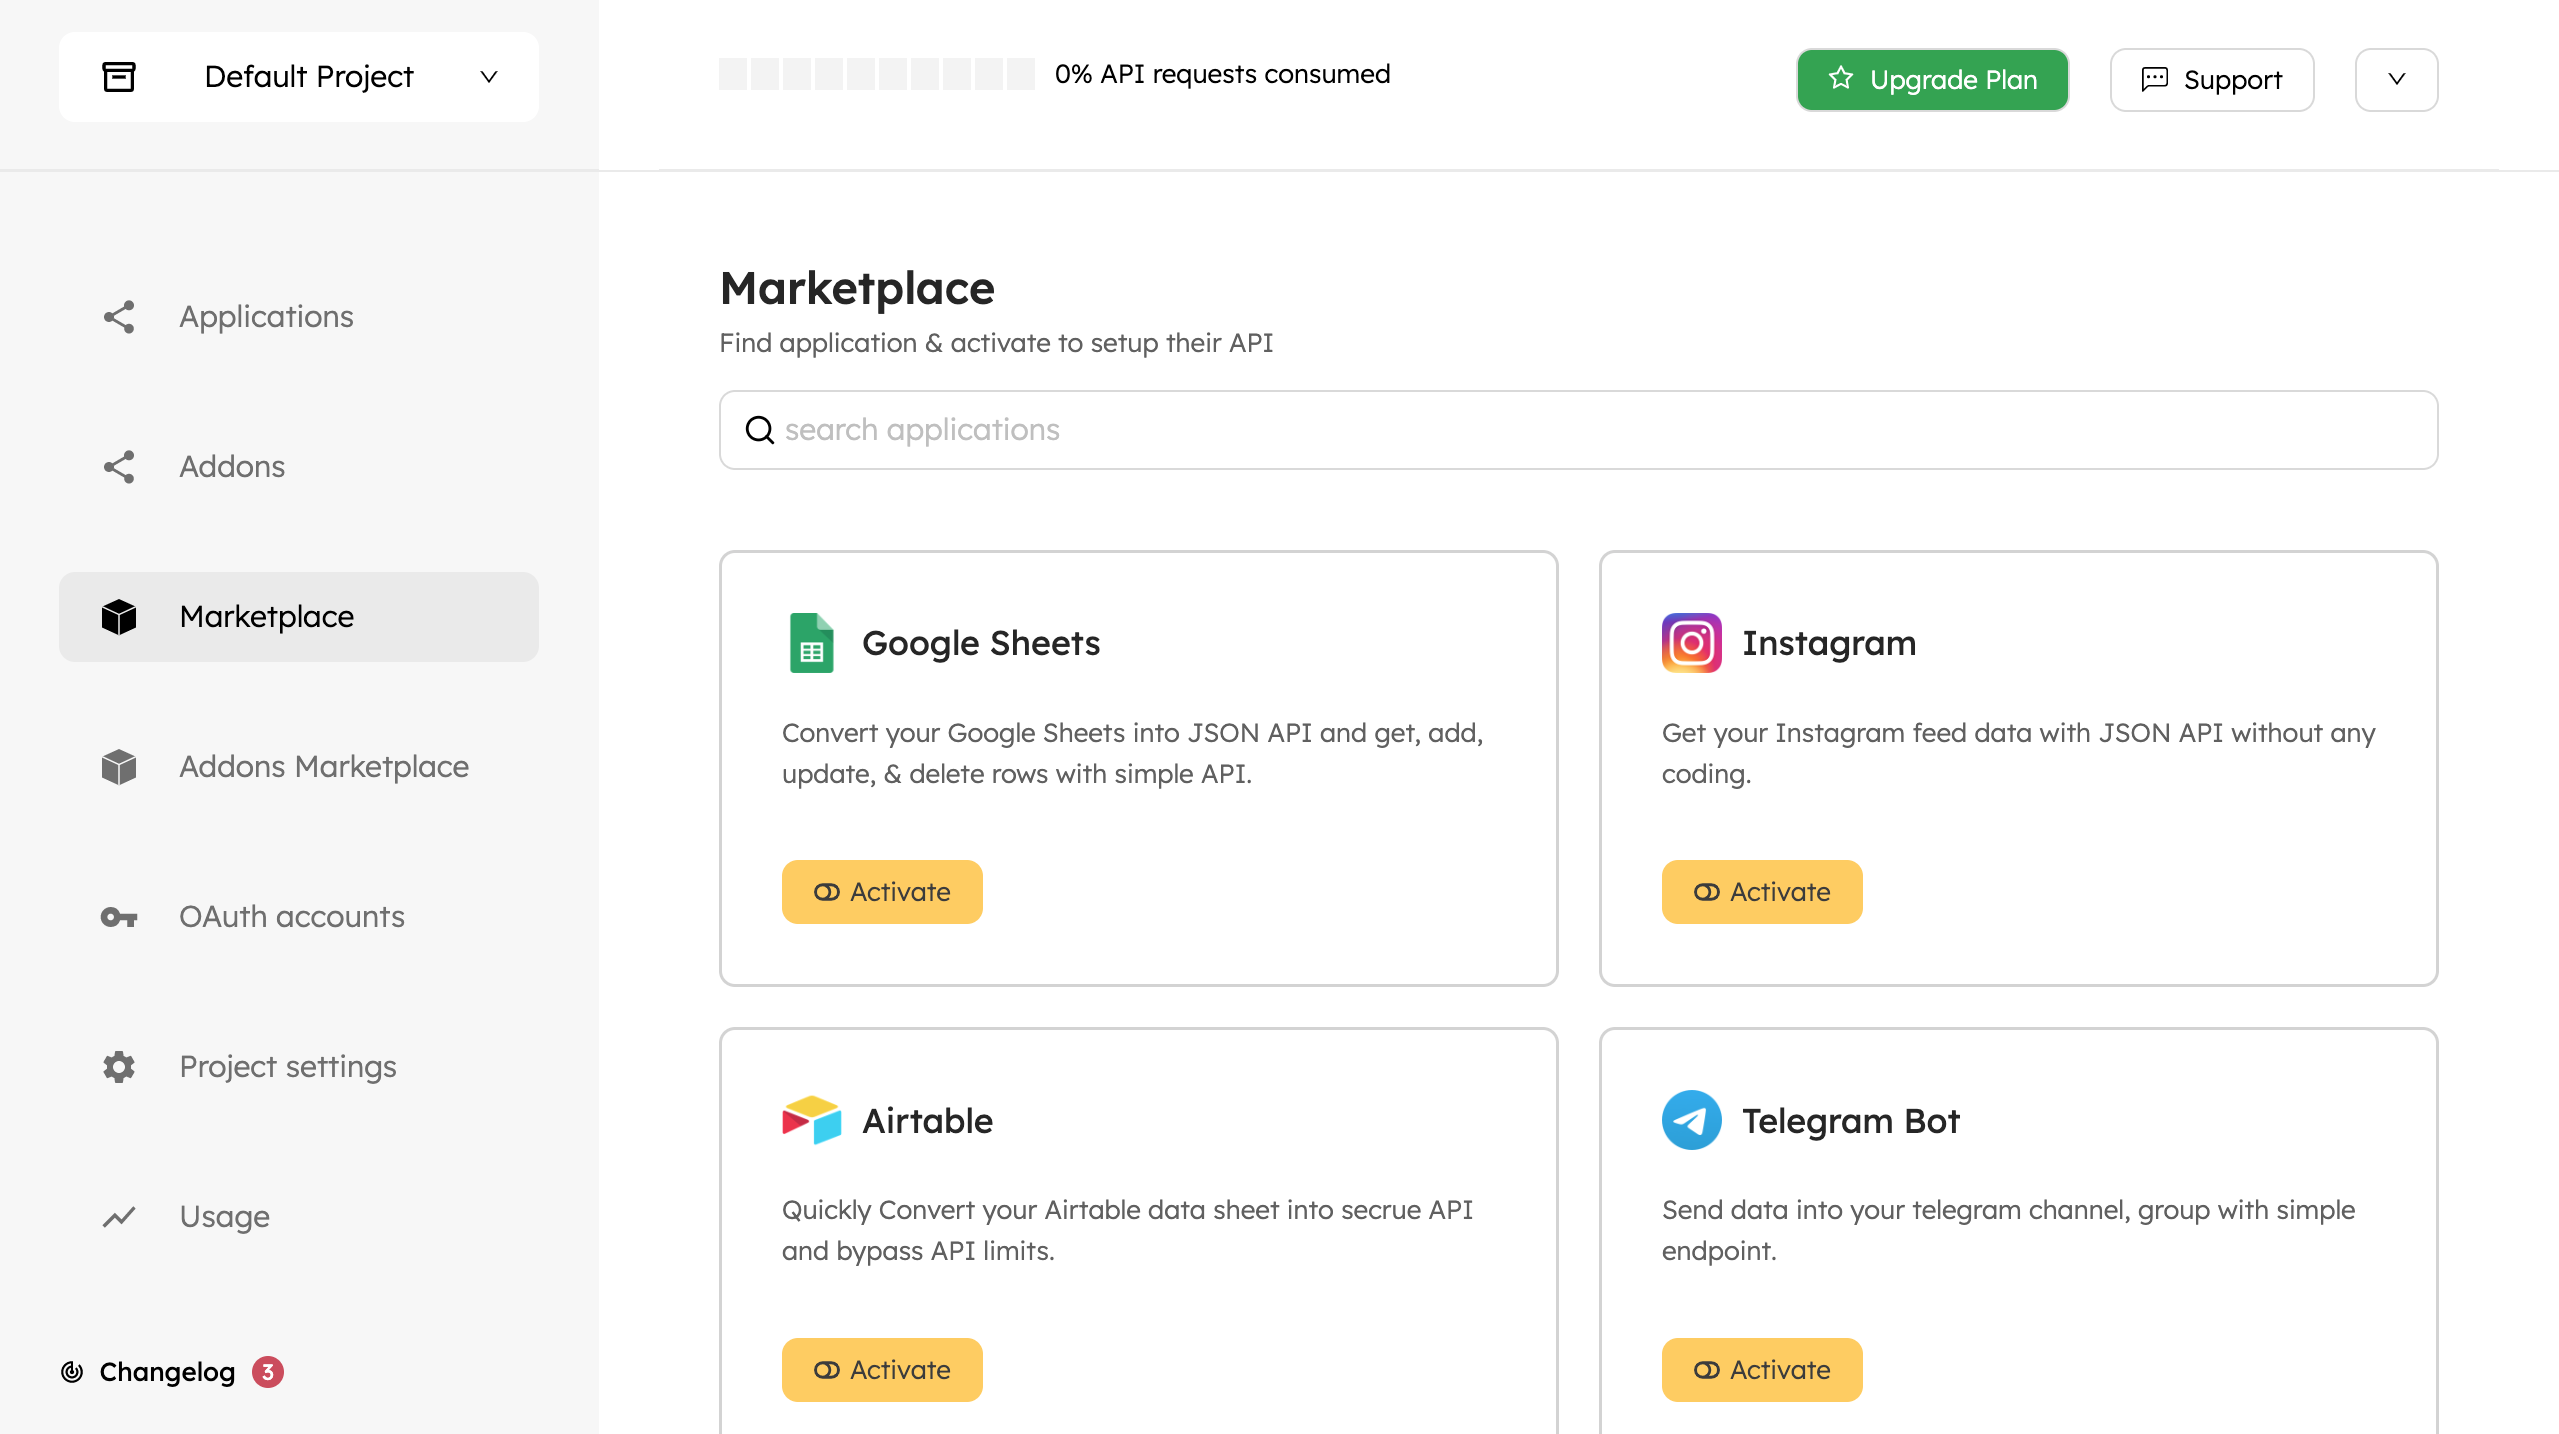 Default Project
0% API requests consumed
Upgrade Plan
Support
Applications
Addons
Marketplace
Addons Marketplace
OAuth accounts
Project settings
Usage
Changelog 3
Marketplace
Find application & activate to setup their API
search applications
Google Sheets
Convert your Google Sheets into JSON API and get, add,
update, & delete rows with simple API.
Activate
Instagram
Get your Instagram feed data with JSON API without any
coding.
Activate
Airtable
Quickly Convert your Airtable data sheet into secrue API
and bypass API limits.
Activate
Telegram Bot
Send data into your telegram channel, group with simple
endpoint.
Activate